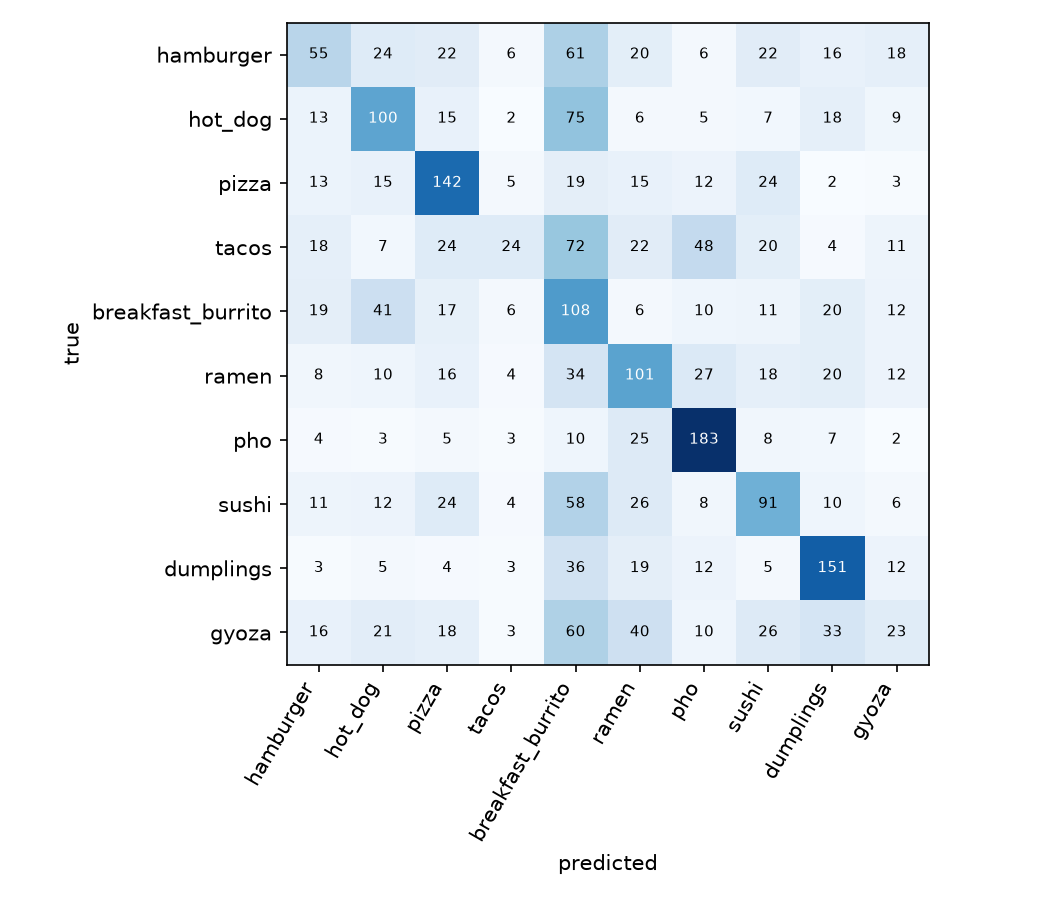 hamburger 55 24 22 6 61 20 6 22 16 18
hot_dog 13 100 15 2 75 6 5 7 18 9
pizza 13 15 142 5 19 15 12 24 2 3
tacos 18 7 24 24 72 22 48 20 4 11
breakfast_burrito 19 41 17 6 108 6 10 11 20 12
ramen 8 10 16 4 34 101 27 18 20 12
pho 4 3 5 3 10 25 183 8 7 2
sushi 11 12 24 4 58 26 8 91 10 6
dumplings 3 5 4 3 36 19 12 5 151 12
gyoza 16 21 18 3 60 40 10 26 33 23
true
hamburger hot_dog pizza tacos breakfast_burrito ramen pho sushi dumplings gyoza
predicted